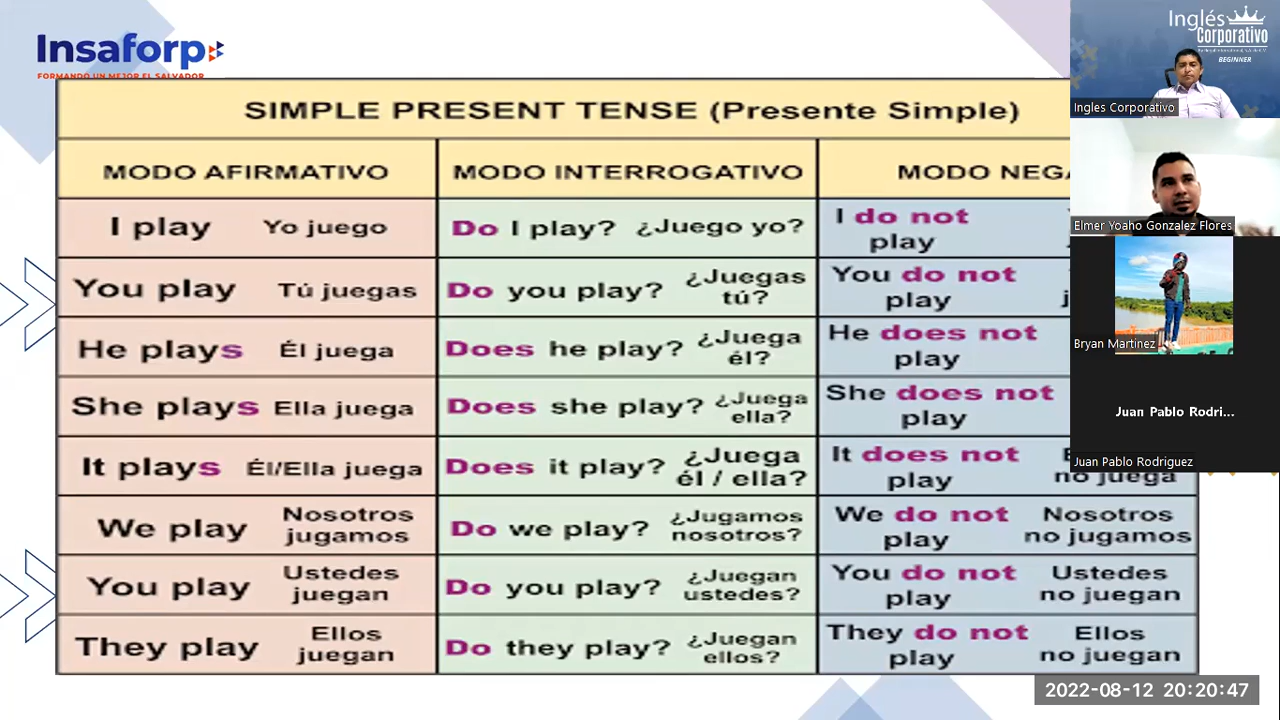 Insaforp
FORMANDO UN MEJOR EL SALVADOR
SIMPLE PRESENT TENSE (Presente Simple)
MODO AFIRMATIVO
MODO INTERROGATIVO
MODO NEGA
I play
Yo juego
Do I play?
¿Juego yo?
I do not
play
You play
Tú juegas
Do you play?
¿Juegas
tú?
You do not
play
He plays
Él juega
Does he play?
¿Juega
él?
He does not
play
She plays
Ella juega
Does she play?
¿Juega
ella?
She does not
play
It plays
Él/Ella juega
Does it play?
¿Juega
él / ella?
It does not
play
no juega
We play
Nosotros
jugamos
Do we play?
¿Jugamos
nosotros?
We do not
play
Nosotros
no jugamos
You play
Ustedes
juegan
Do you play?
¿Juegan
ustedes?
You do not
play
Ustedes
no juegan
They play
Ellos
juegan
Do they play?
¿Juegan
ellos?
They do not
play
Ellos
no juegan
Inglés
Corporativo
BEGINNER
Ingles Corporativo
Elmer Yoaho Gonzalez Flores
Bryan Martinez
Juan Pablo Rodri...
Juan Pablo Rodriguez
2022-08-12 20:20:47